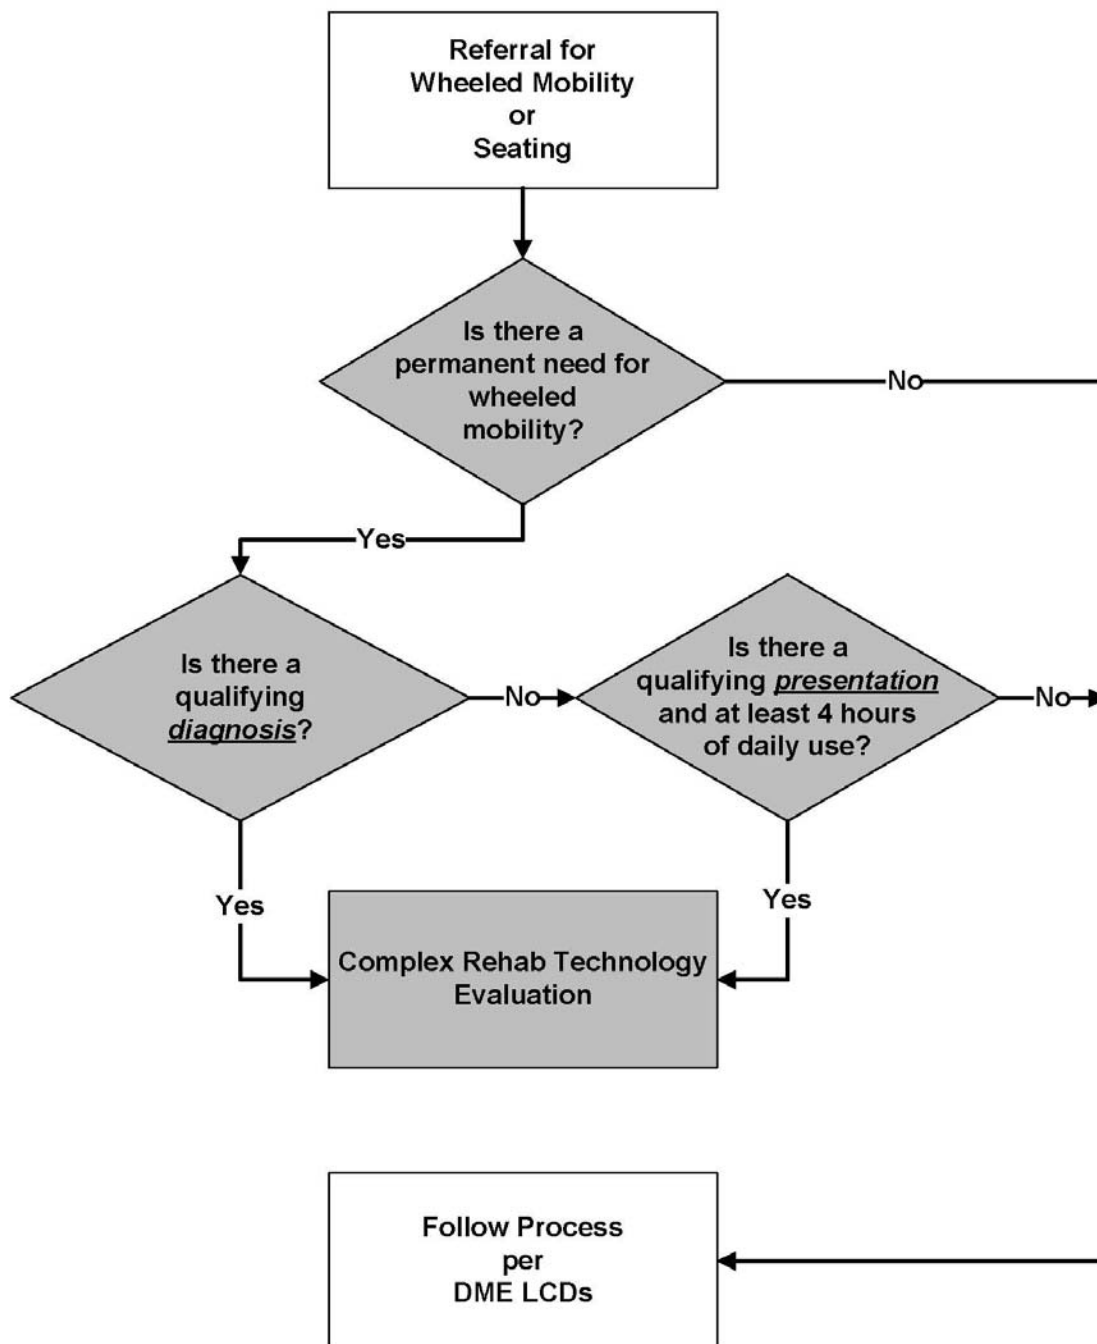 Referral for
Wheeled Mobility
or
Seating
Is there a
permanent need for
wheeled
mobility?
No
Yes
Is there a
qualifying
diagnosis?
No
Is there a
qualifying presentation
and at least 4 hours
of daily use?
No
Yes
Yes
Complex Rehab Technology
Evaluation
Follow Process
per
DME LCDs